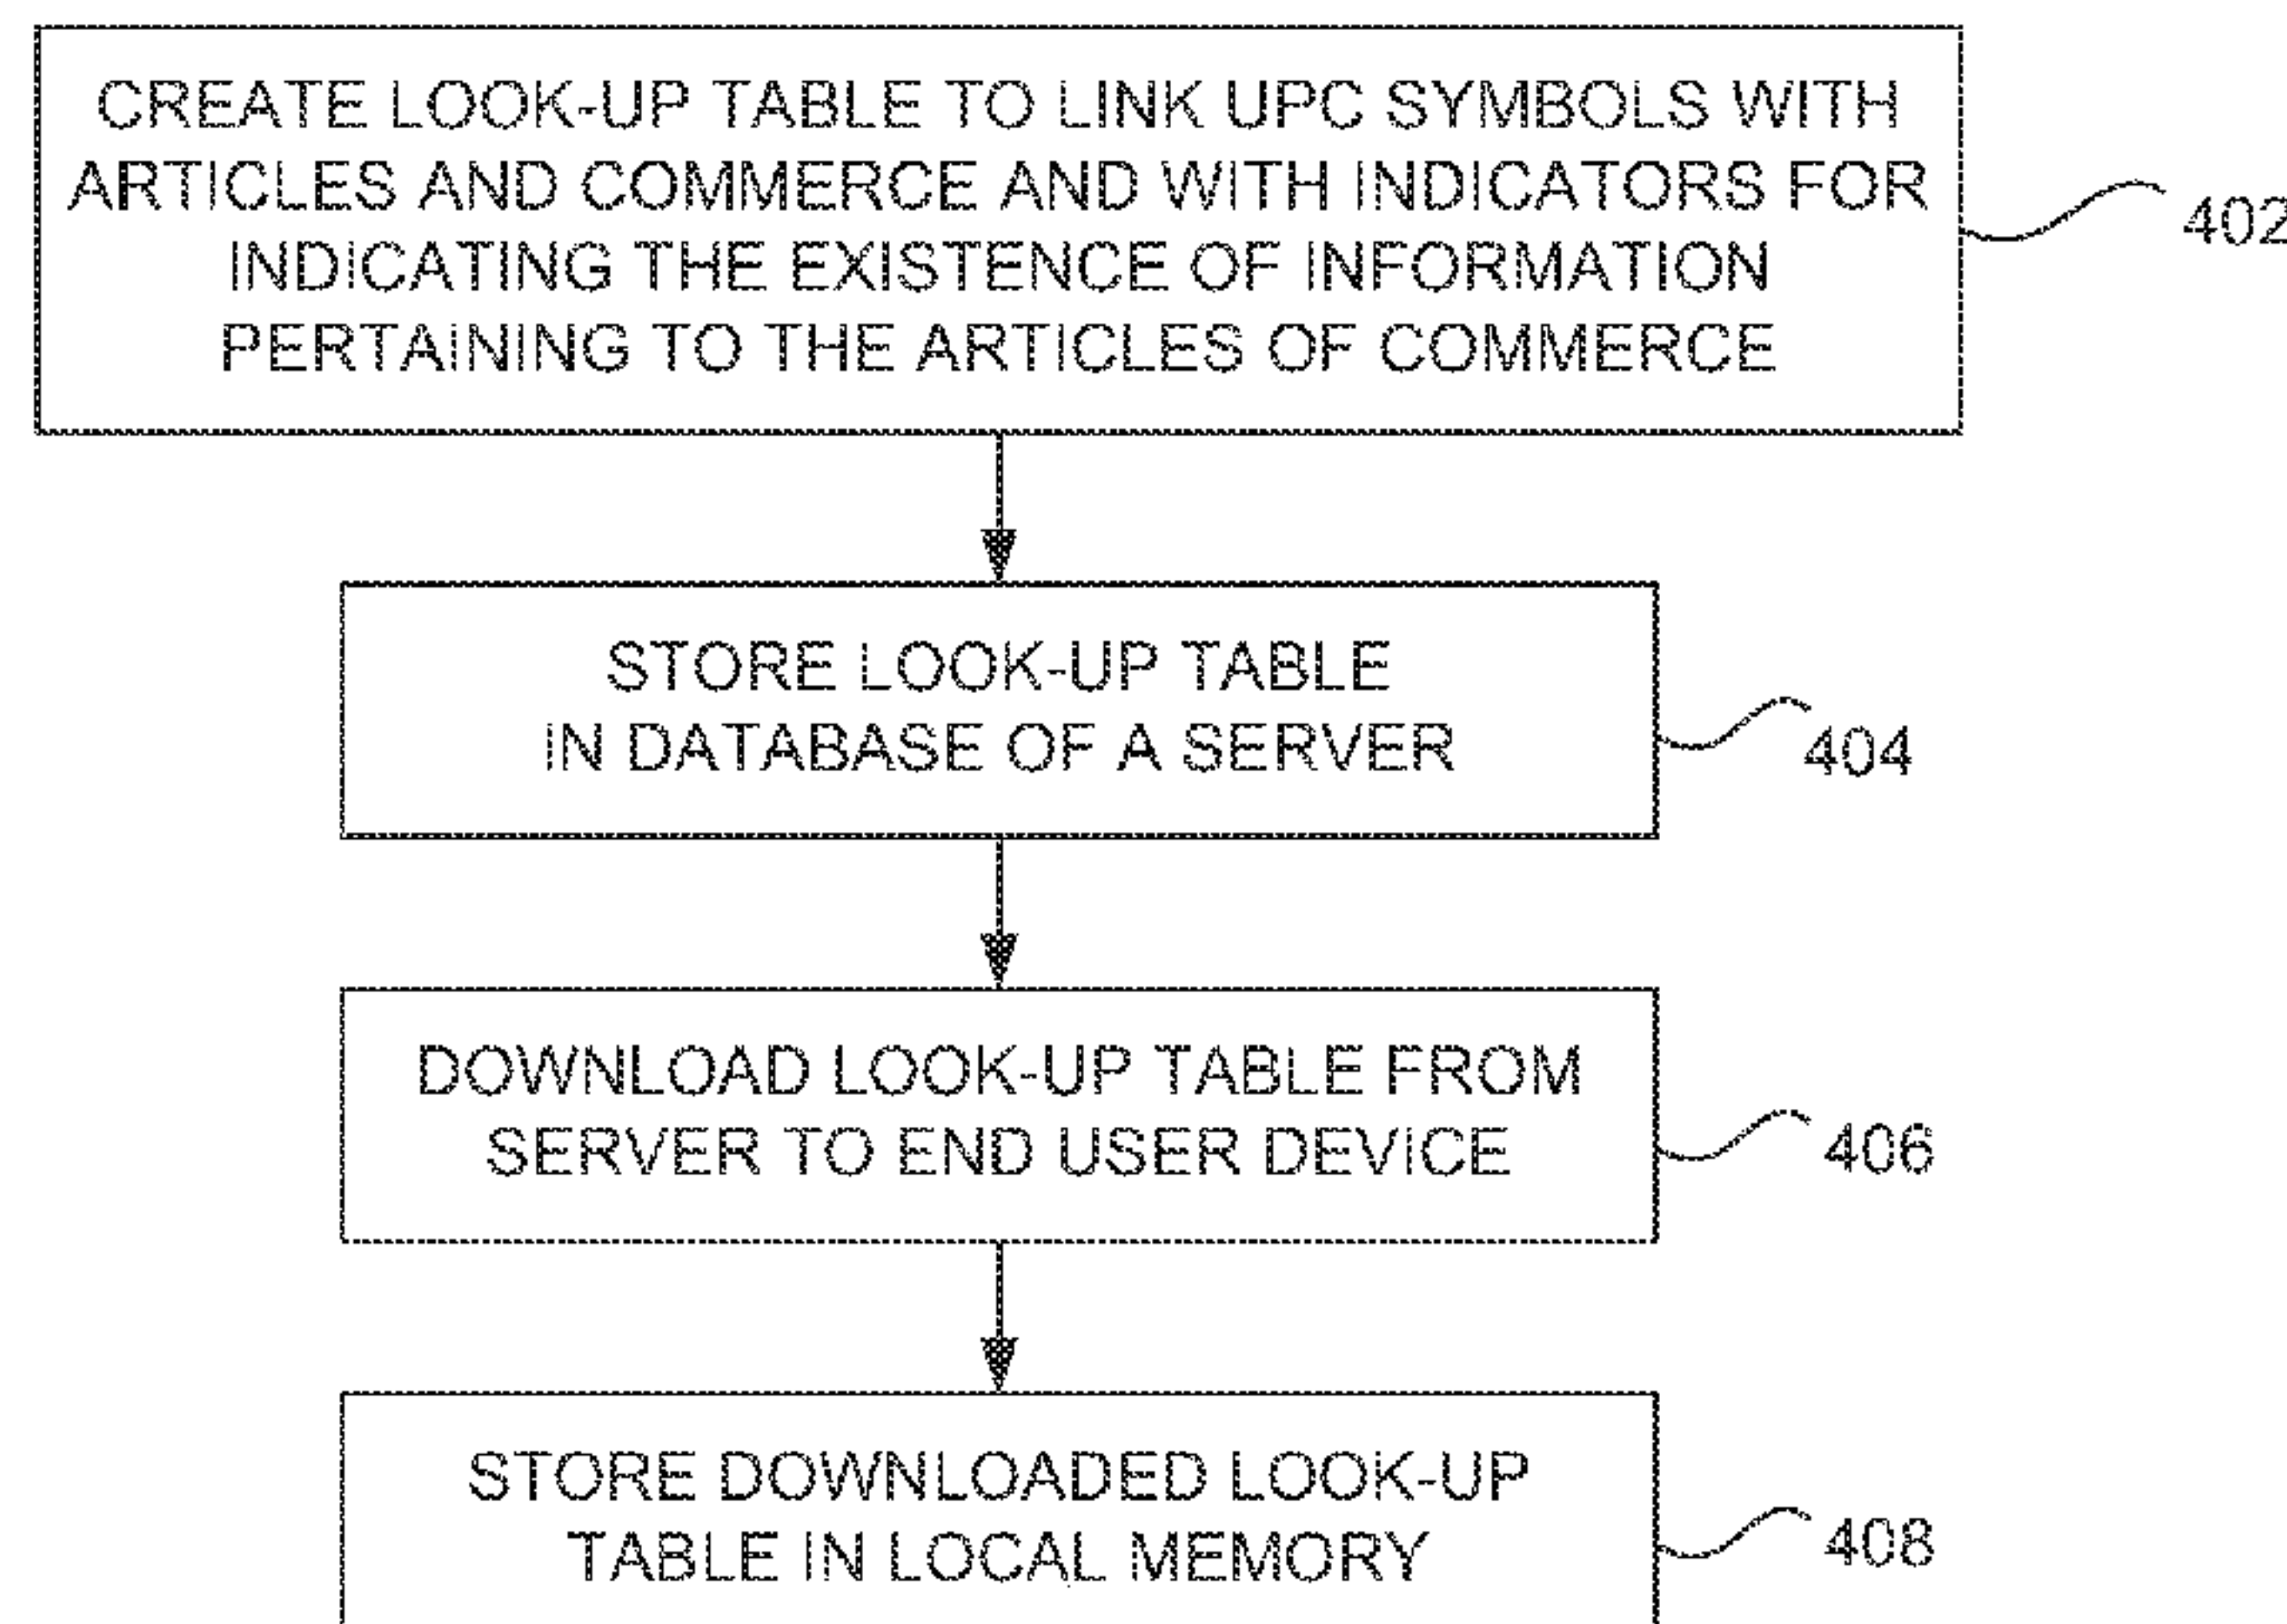 CREATE LOOK-UP TABLE TO LINK UPC SYMBOLS WITH
ARTICLES AND COMMERCE AND WITH INDICATORS FOR
INDICATING THE EXISTENCE OF INFORMATION
PERTAINING TO THE ARTICLES OF COMMERCE
402
STORE LOOK-UP TABLE
IN DATABASE OF A SERVER
404
DOWNLOAD LOOK-UP TABLE FROM
SERVER TO END USER DEVICE
406
STORE DOWNLOADED LOOK-UP
TABLE IN LOCAL MEMORY
408